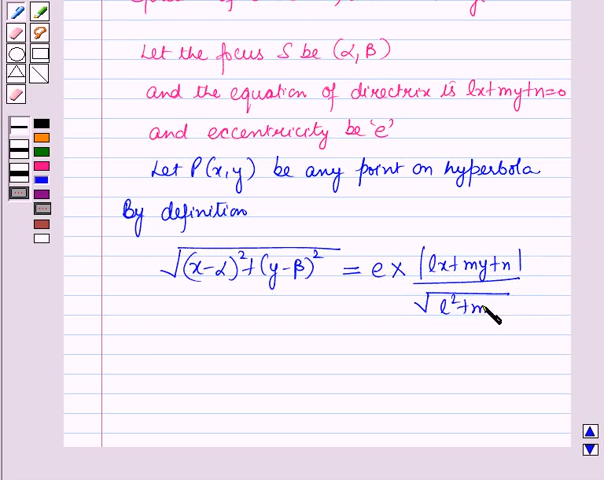 Let the focus S be (α, β)
and the equation of directrix is lx+my+n=0
and eccentricity be 'e'
Let P(x, y) be any point on hyperbola
By definition
√((x-α)²+(y-β)²) = e × |lx+my+n| / √(l²+m